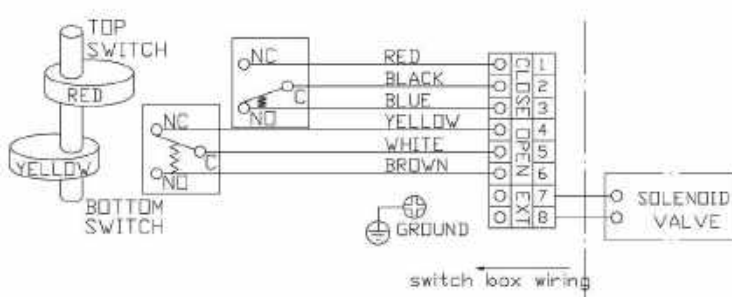 TOP
SWITCH
RED
YELLOW
BOTTOM
SWITCH
NC
C
NO
NC
C
NO
RED
BLACK
BLUE
YELLOW
WHITE
BROWN
GROUND
CLOSE
OPEN
EXT
1
2
3
4
5
6
7
8
SOLENOID
VALVE
switch box wiring